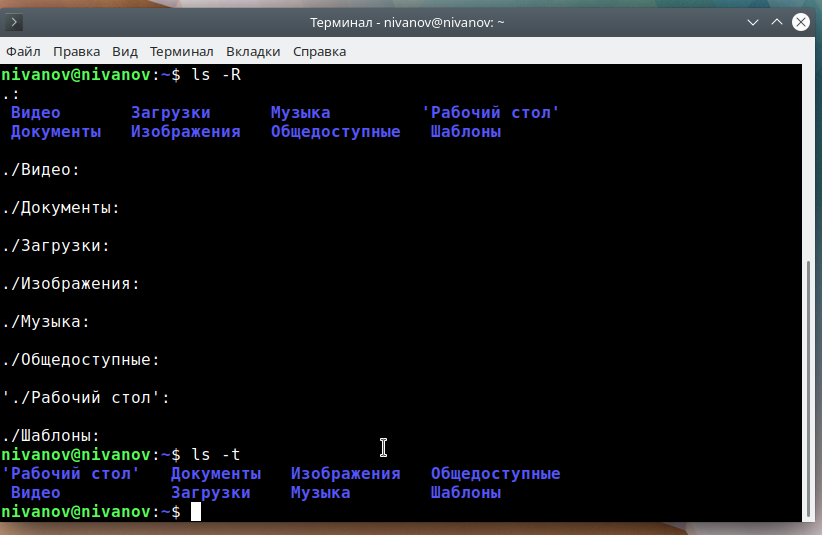 Терминал - nivanov@nivanov: ~
Файл Правка Вид Терминал Вкладки Справка
nivanov@nivanov:~$ ls -R
.:
Видео Загрузки Музыка 'Рабочий стол'
Документы Изображения Общедоступные Шаблоны
./Видео:
./Документы:
./Загрузки:
./Изображения:
./Музыка:
./Общедоступные:
'./Рабочий стол':
./Шаблоны:
nivanov@nivanov:~$ ls -t
'Рабочий стол' Документы Изображения Общедоступные
Видео Загрузки Музыка Шаблоны
nivanov@nivanov:~$